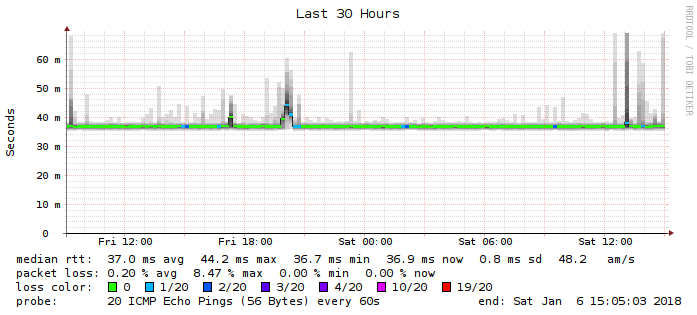 Last 30 Hours
RRDTOOL / TOBI OETIKER
Seconds
60 m
50 m
40 m
30 m
20 m
10 m
0
Fri 12:00 Fri 18:00 Sat 00:00 Sat 06:00 Sat 12:00
median rtt: 37.0 ms avg 44.2 ms max 36.7 ms min 36.9 ms now 0.8 ms sd 48.2 am/s
packet loss: 0.20 % avg 8.47 % max 0.00 % min 0.00 % now
loss color: 0 1/20 2/20 3/20 4/20 10/20 19/20
probe: 20 ICMP Echo Pings (56 Bytes) every 60s end: Sat Jan 6 15:05:03 2018